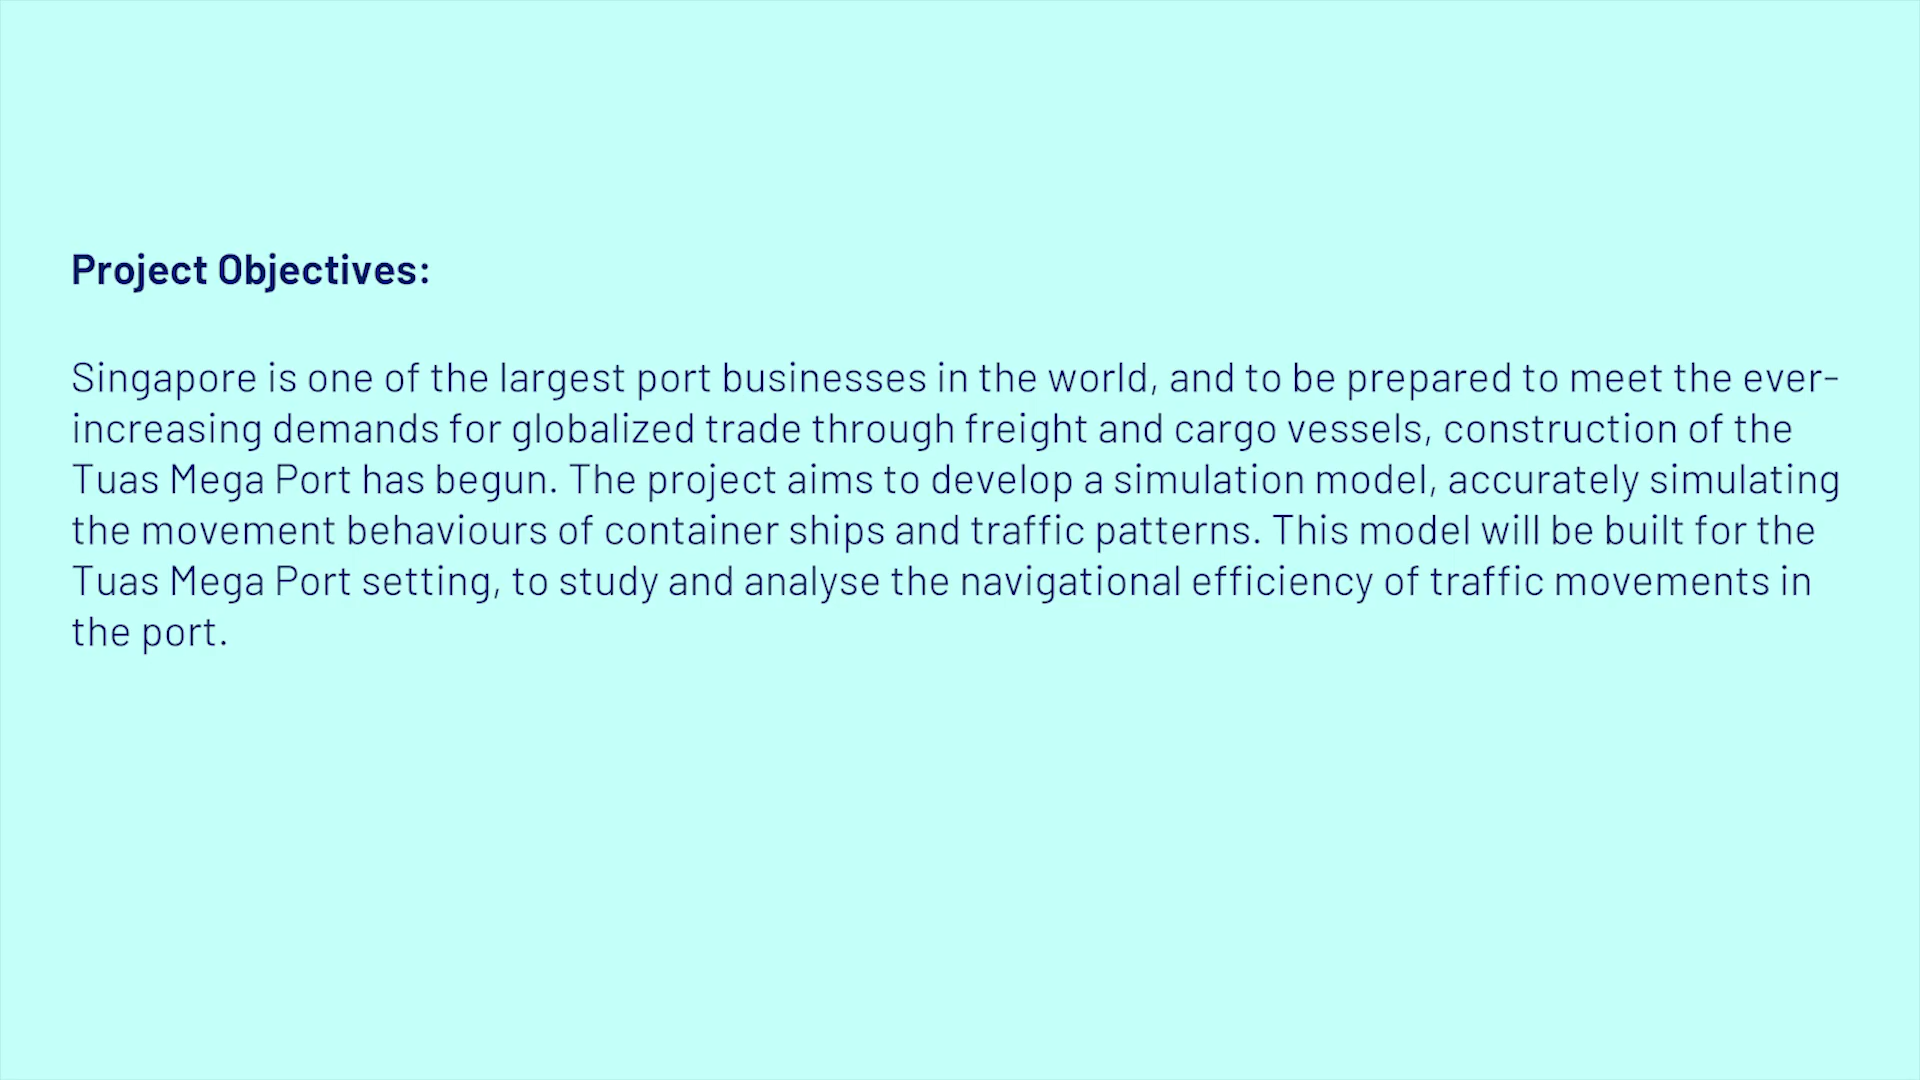 Project Objectives:
Singapore is one of the largest port businesses in the world, and to be prepared to meet the ever-
increasing demands for globalized trade through freight and cargo vessels, construction of the
Tuas Mega Port has begun. The project aims to develop a simulation model, accurately simulating
the movement behaviours of container ships and traffic patterns. This model will be built for the
Tuas Mega Port setting, to study and analyse the navigational efficiency of traffic movements in
the port.